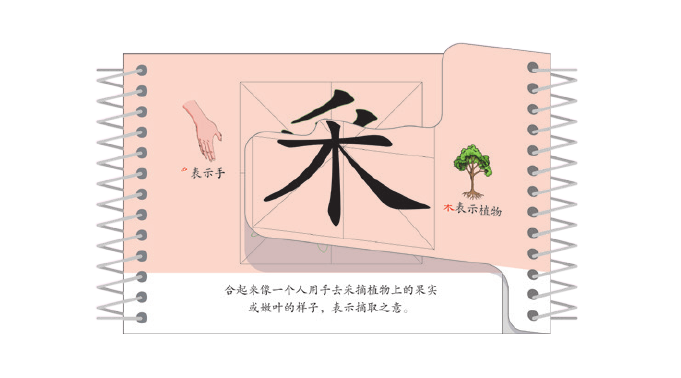 采
爫表示手
木表示植物
合起来像一个人用手去采摘植物上的果实
或嫩叶的样子，表示摘取之意。